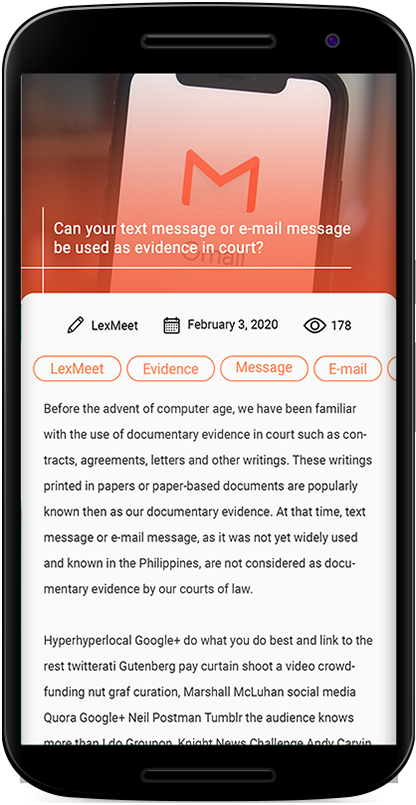 Gmail
Can your text message or e-mail message
be used as evidence in court?
LexMeet
February 3, 2020
178
LexMeet
Evidence
Message
E-mail
Before the advent of computer age, we have been familiar
with the use of documentary evidence in court such as con-
tracts, agreements, letters and other writings. These writings
printed in papers or paper-based documents are popularly
known then as our documentary evidence. At that time, text
message or e-mail message, as it was not yet widely used
and known in the Philippines, are not considered as docu-
mentary evidence by our courts of law.
Hyperhyperlocal Google+ do what you do best and link to the
rest twitterati Gutenberg pay curtain shoot a video crowd-
funding nut graf curation, Marshall McLuhan social media
Quora Google+ Neil Postman Tumblr the audience knows
more than I do Groupon, Knight News Challenge Andy Carvin